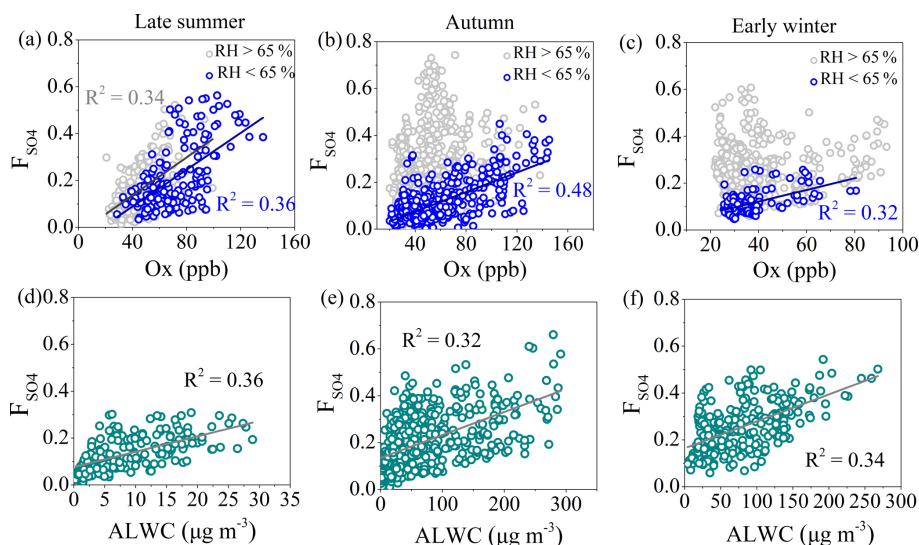 Late summer
Autumn
Early winter
(a)
RH > 65 %
RH < 65 %
R² = 0.34
R² = 0.36
F_SO4
0.8
0.6
0.4
0.2
0.0
0 40 80 120 160
Ox (ppb)
(b)
RH > 65 %
RH < 65 %
R² = 0.48
F_SO4
0.8
0.6
0.4
0.2
0.0
0 40 80 120 160
Ox (ppb)
(c)
RH > 65 %
RH < 65 %
R² = 0.32
F_SO4
0.8
0.6
0.4
0.2
0.0
20 40 60 80 100
Ox (ppb)
(d)
R² = 0.36
F_SO4
0.8
0.6
0.4
0.2
0.0
0 5 10 15 20 25 30 35
ALWC (µg m⁻³)
(e)
R² = 0.32
F_SO4
0.8
0.6
0.4
0.2
0.0
0 50 100 150 200 250 300
ALWC (µg m⁻³)
(f)
R² = 0.34
F_SO4
0.8
0.6
0.4
0.2
0.0
0 50 100 150 200 250 300
ALWC (µg m⁻³)